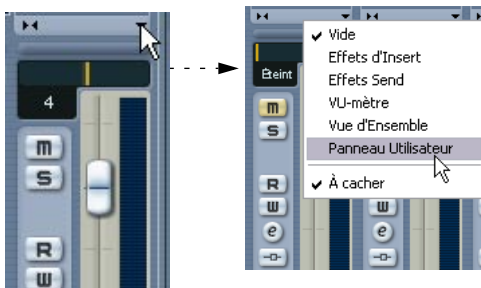 4
m
S
R
W
Éteint
m
S
R
W
e
✓ Vide
Effets d'Insert
Effets Send
VU-mètre
Vue d'Ensemble
Panneau Utilisateur
✓ À cacher
W
e